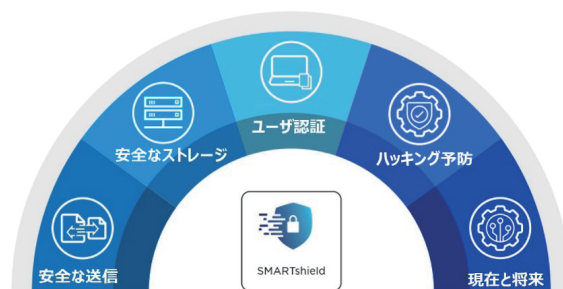 安全な送信
安全なストレージ
ユーザ認証
ハッキング予防
現在と将来
SMARTshield